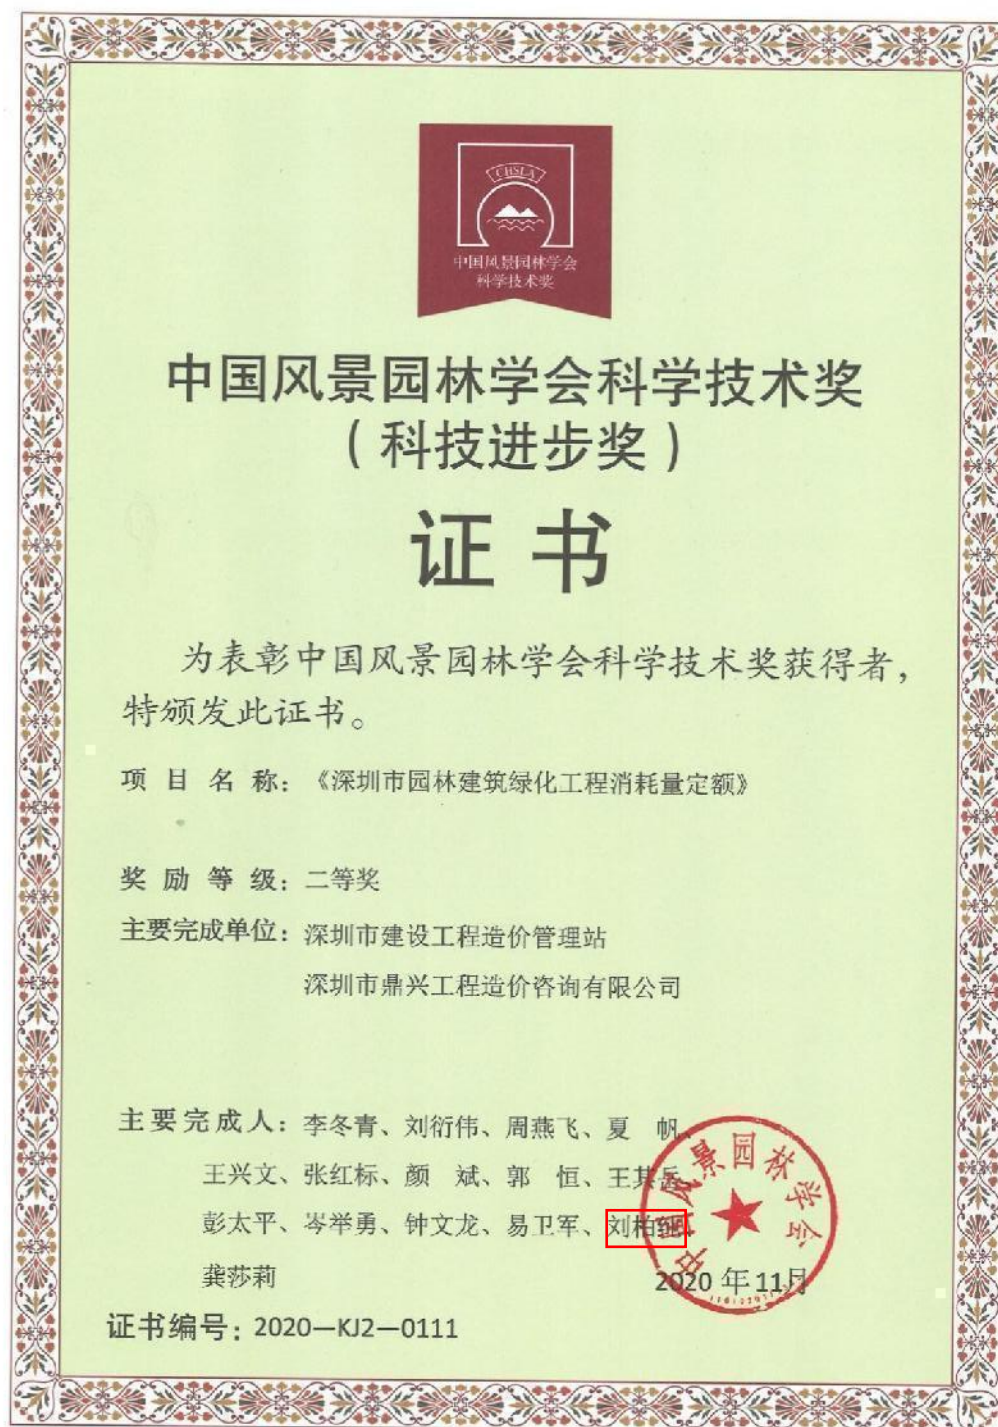 CHSLA
中国风景园林学会
科学技术奖
中国风景园林学会科学技术奖
（科技进步奖）
证书
为表彰中国风景园林学会科学技术奖获得者，
特颁发此证书。
项目名称：《深圳市园林建筑绿化工程消耗量定额》
奖励等级：二等奖
主要完成单位：深圳市建设工程造价管理站
深圳市鼎兴工程造价咨询有限公司
主要完成人：李冬青、刘衍伟、周燕飞、夏 帆、
王兴文、张红标、颜 斌、郭 恒、王其岳、
彭太平、岑举勇、钟文龙、易卫军、刘柏
龚莎莉
中国风景园林学会
2020年11月
证书编号：2020—KJ2—0111